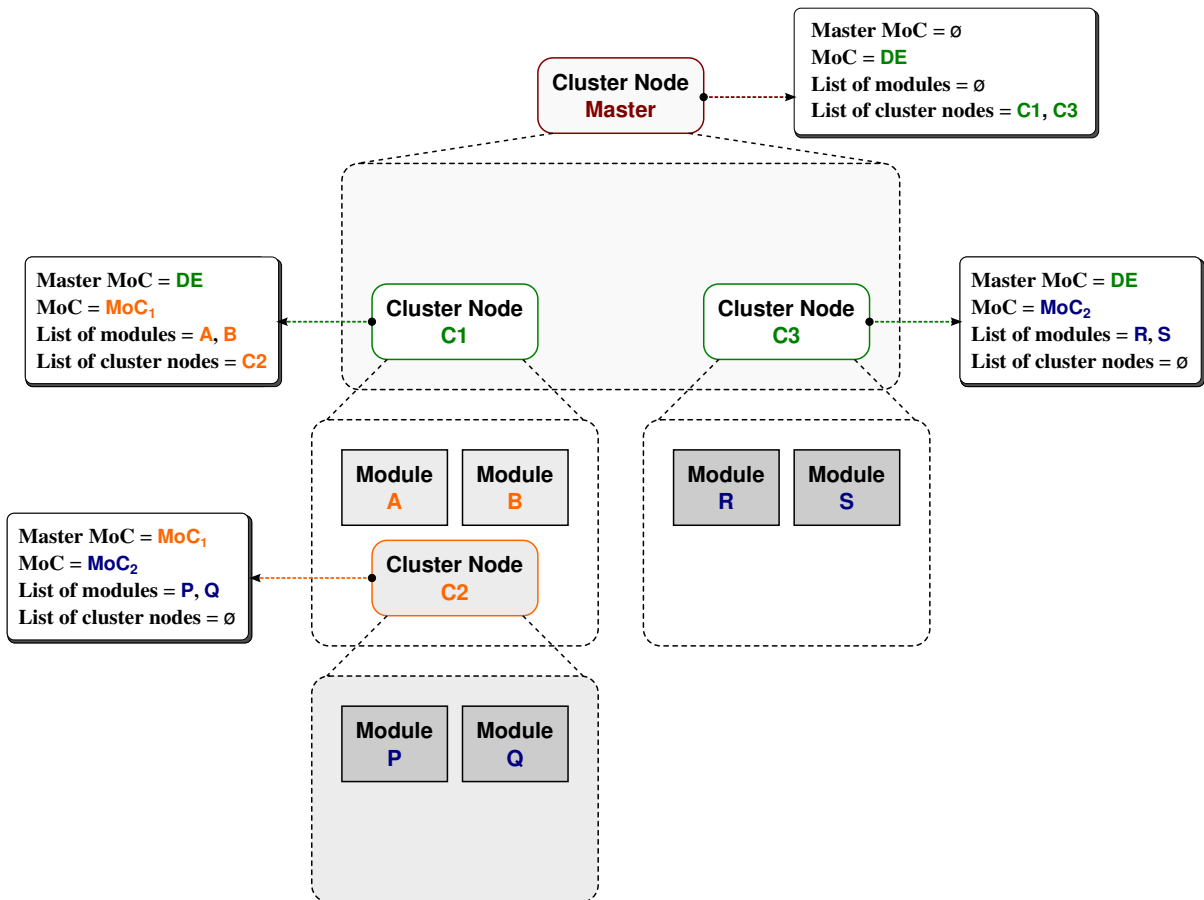 Master MoC = ø
MoC = DE
List of modules = ø
List of cluster nodes = C1, C3
Cluster Node
Master
Master MoC = DE
MoC = MoC₁
List of modules = A, B
List of cluster nodes = C2
Cluster Node
C1
Cluster Node
C3
Master MoC = DE
MoC = MoC₂
List of modules = R, S
List of cluster nodes = ø
Module
A
Module
B
Module
R
Module
S
Master MoC = MoC₁
MoC = MoC₂
List of modules = P, Q
List of cluster nodes = ø
Cluster Node
C2
Module
P
Module
Q